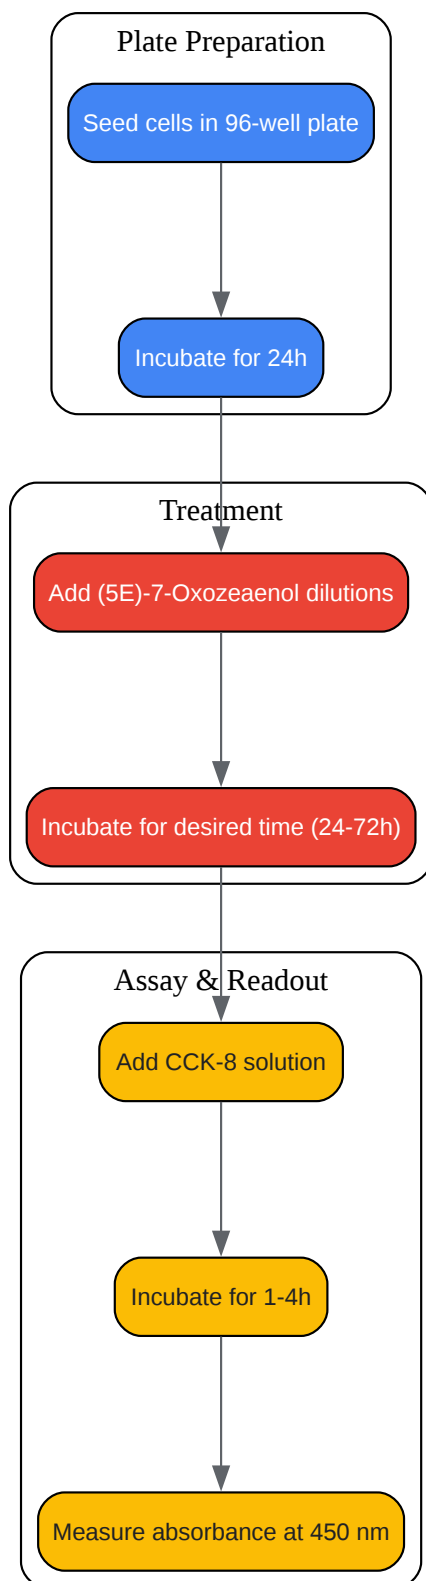 Plate Preparation
Seed cells in 96-well plate
Incubate for 24h
Treatment
Add (5E)-7-Oxozeaenol dilutions
Incubate for desired time (24-72h)
Assay & Readout
Add CCK-8 solution
Incubate for 1-4h
Measure absorbance at 450 nm